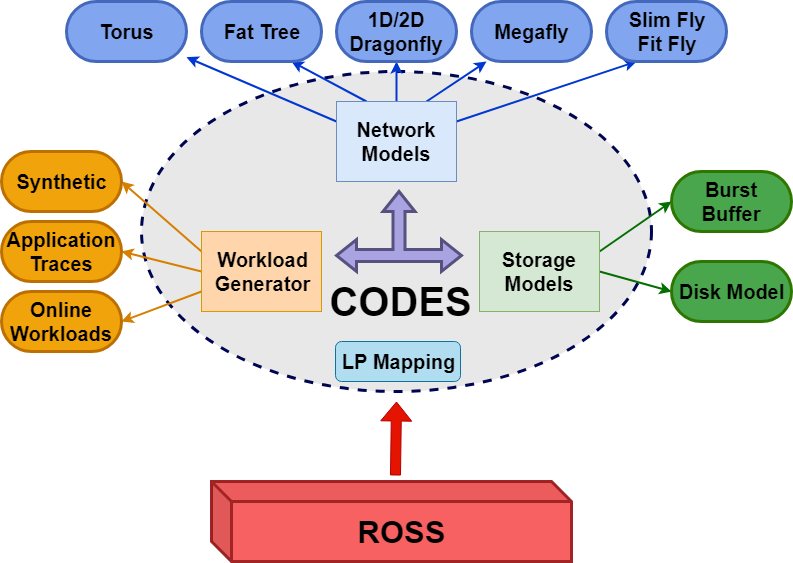 Torus
Fat Tree
1D/2D
Dragonfly
Megafly
Slim Fly
Fit Fly
Network
Models
Synthetic
Application
Traces
Online
Workloads
Workload
Generator
Storage
Models
Burst
Buffer
Disk Model
CODES
LP Mapping
ROSS